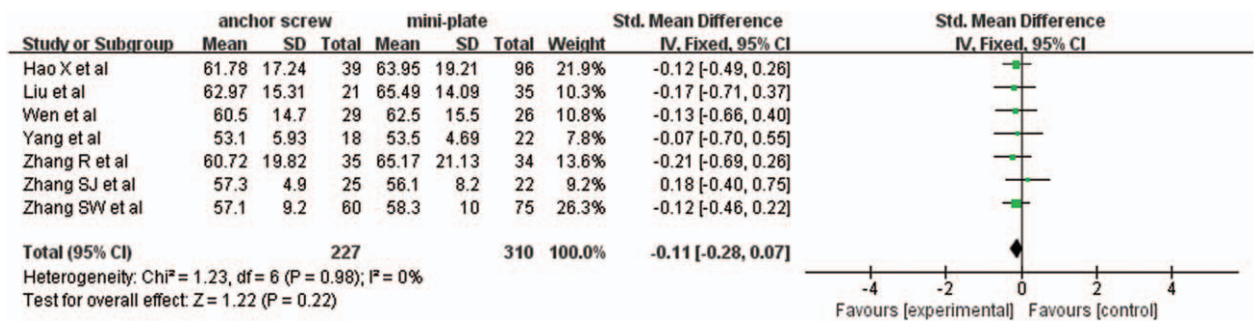 anchor screw mini-plate Std. Mean Difference Std. Mean Difference
Study or Subgroup Mean SD Total Mean SD Total Weight IV, Fixed, 95% CI IV, Fixed, 95% CI
Hao X et al 61.78 17.24 39 63.95 19.21 96 21.9% -0.12 [-0.49, 0.26]
Liu et al 62.97 15.31 21 65.49 14.09 35 10.3% -0.17 [-0.71, 0.37]
Wen et al 60.5 14.7 29 62.5 15.5 26 10.8% -0.13 [-0.66, 0.40]
Yang et al 53.1 5.93 18 53.5 4.69 22 7.8% -0.07 [-0.70, 0.55]
Zhang R et al 60.72 19.82 35 65.17 21.13 34 13.6% -0.21 [-0.69, 0.26]
Zhang SJ et al 57.3 4.9 25 56.1 8.2 22 9.2% 0.18 [-0.40, 0.75]
Zhang SW et al 57.1 9.2 60 58.3 10 75 26.3% -0.12 [-0.46, 0.22]
Total (95% CI) 227 310 100.0% -0.11 [-0.28, 0.07]
Heterogeneity: Chi² = 1.23, df = 6 (P = 0.98); I² = 0%
Test for overall effect: Z = 1.22 (P = 0.22)
-4 -2 0 2 4
Favours [experimental] Favours [control]